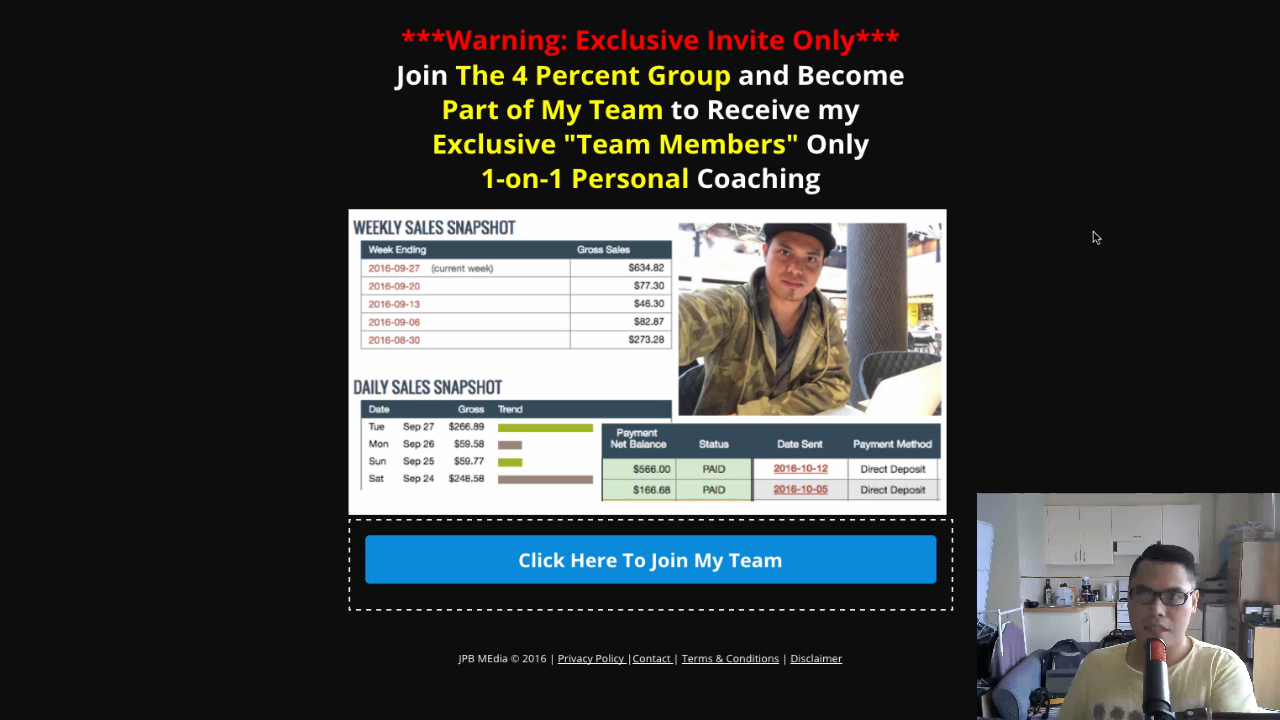 ***Warning: Exclusive Invite Only***
Join The 4 Percent Group and Become
Part of My Team to Receive my
Exclusive "Team Members" Only
1-on-1 Personal Coaching
WEEKLY SALES SNAPSHOT
Week Ending Gross Sales
2016-09-27 (current week) $634.82
2016-09-20 $77.30
2016-09-13 $46.30
2016-09-06 $82.87
2016-08-30 $273.28
DAILY SALES SNAPSHOT
Date Gross Trend
Tue Sep 27 $266.89
Mon Sep 26 $59.58
Sun Sep 25 $59.77
Sat Sep 24 $248.58
Payment
Net Balance Status Date Sent Payment Method
$566.00 PAID 2016-10-12 Direct Deposit
$166.68 PAID 2016-10-05 Direct Deposit
Click Here To Join My Team
JPB MEdia © 2016 | Privacy Policy |Contact | Terms & Conditions | Disclaimer